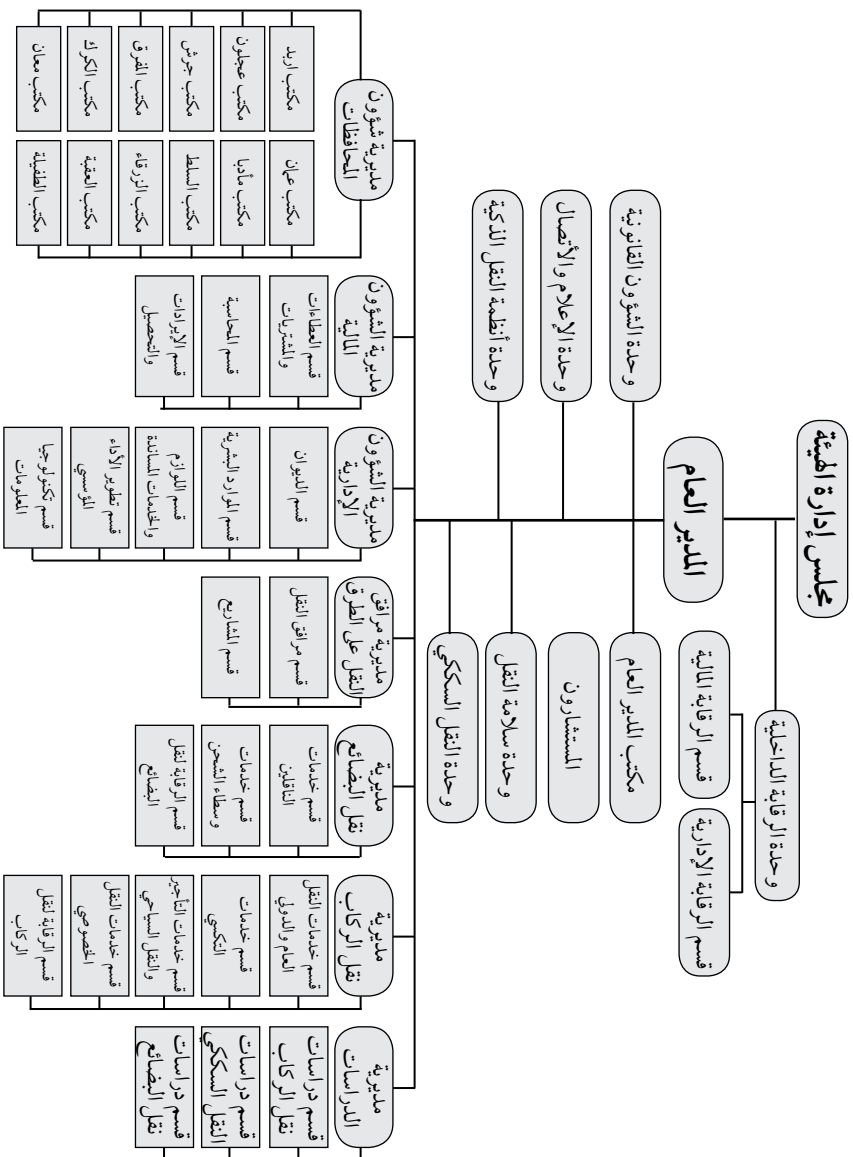 مجلس إدارة الهيئة
وحدة الرقابة الداخلية
قسم الرقابة الإدارية
قسم الرقابة المالية
المدير العام
مكتب المدير العام
المستشارون
وحدة سلامة النقل
وحدة النقل السككي
وحدة الشؤون القانونية
وحدة الإعلام والأتصال
وحدة أنظمة النقل الذكية
مديرية
الدراسات
قسم دراسات
نقل الركاب
قسم دراسات
النقل السككي
قسم دراسات
نقل البضائع
مديرية
نقل الركاب
قسم خدمات النقل
العام والدولي
قسم خدمات
التكسي
قسم خدمات التأجير
والنقل السياحي
قسم خدمات النقل
الخصوصي
قسم الرقابة لنقل
الركاب
مديرية
نقل البضائع
قسم خدمات
الناقلين
قسم خدمات
وسطاء الشحن
قسم الرقابة لنقل
البضائع
مديرية مرافق
النقل على الطرق
قسم مرافق النقل
قسم المشاريع
مديرية الشؤون
الإدارية
قسم الديوان
قسم الموارد البشرية
قسم اللوازم
والخدمات المساندة
قسم تطوير الأداء
المؤسسي
قسم تكنولوجيا
المعلومات
مديرية الشؤون
المالية
قسم العطاءات
والمشتريات
قسم المحاسبة
قسم الإيرادات
والتحصيل
مديرية شؤون
المحافظات
مكتب عمان
مكتب مأدبا
مكتب السلط
مكتب الزرقاء
مكتب العقبة
مكتب الطفيلة
مكتب اربد
مكتب عجلون
مكتب جرش
مكتب المفرق
مكتب الكرك
مكتب معان